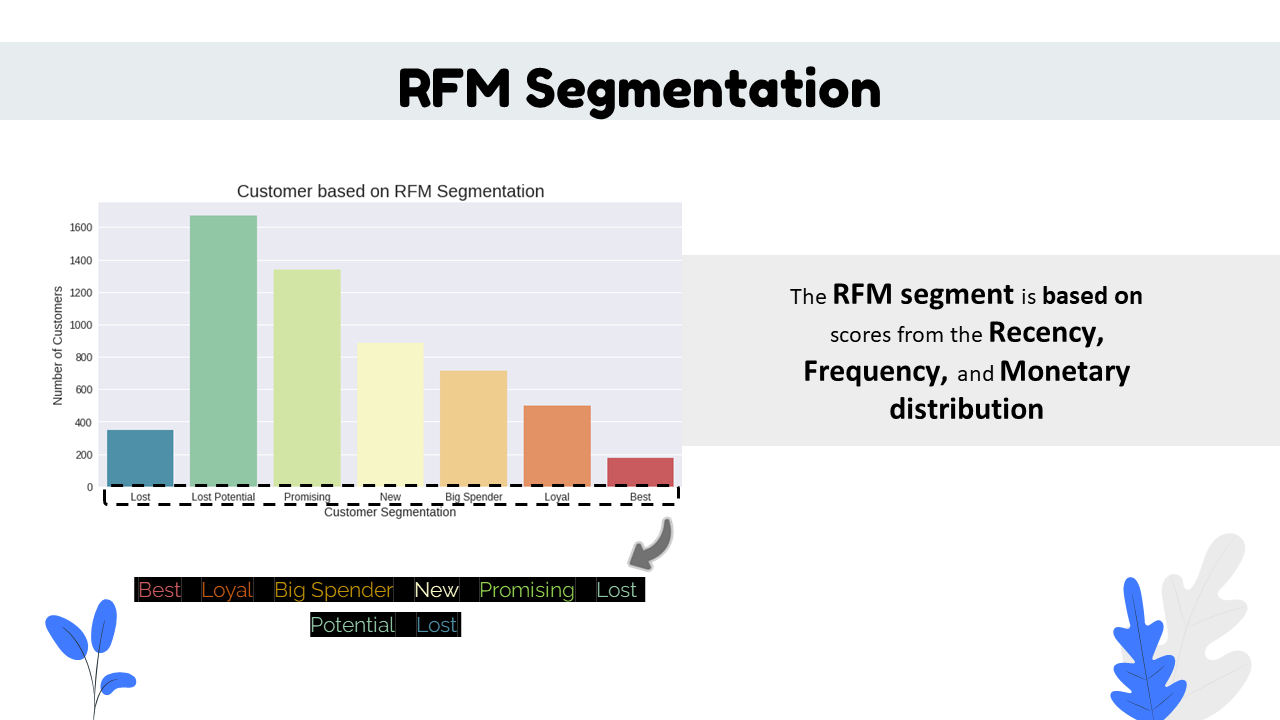 RFM Segmentation
Customer based on RFM Segmentation
Number of Customers
1600
1400
1200
1000
800
600
400
200
0
Lost Lost Potential Promising New Big Spender Loyal Best
Customer Segmentation
The RFM segment is based on
scores from the Recency,
Frequency, and Monetary
distribution
Best Loyal Big Spender New Promising Lost
Potential Lost